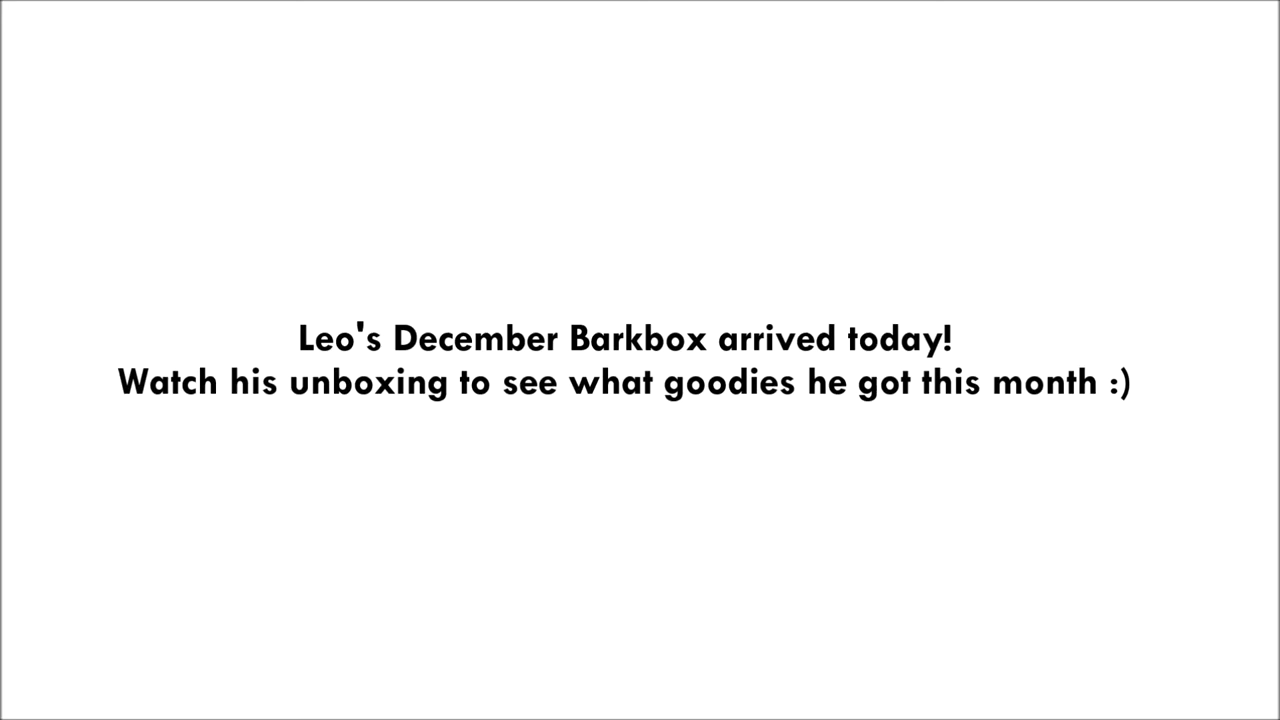 Leo's December Barkbox arrived today!
Watch his unboxing to see what goodies he got this month :)